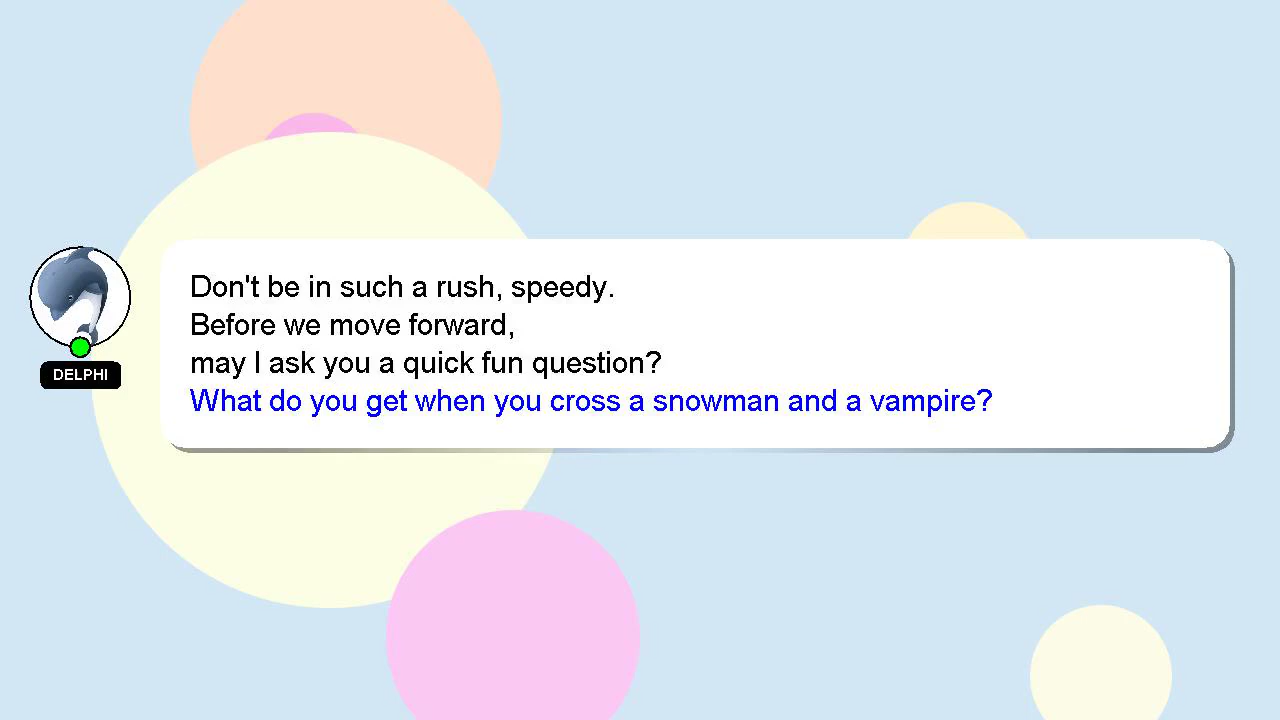 Don't be in such a rush, speedy.
Before we move forward,
may I ask you a quick fun question?
What do you get when you cross a snowman and a vampire?
DELPHI